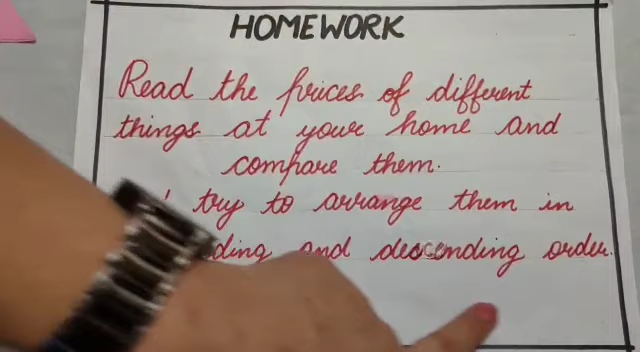 HOMEWORK
Read the prices of different
things at your home and
compare them.
try to arrange them in
and descending order.